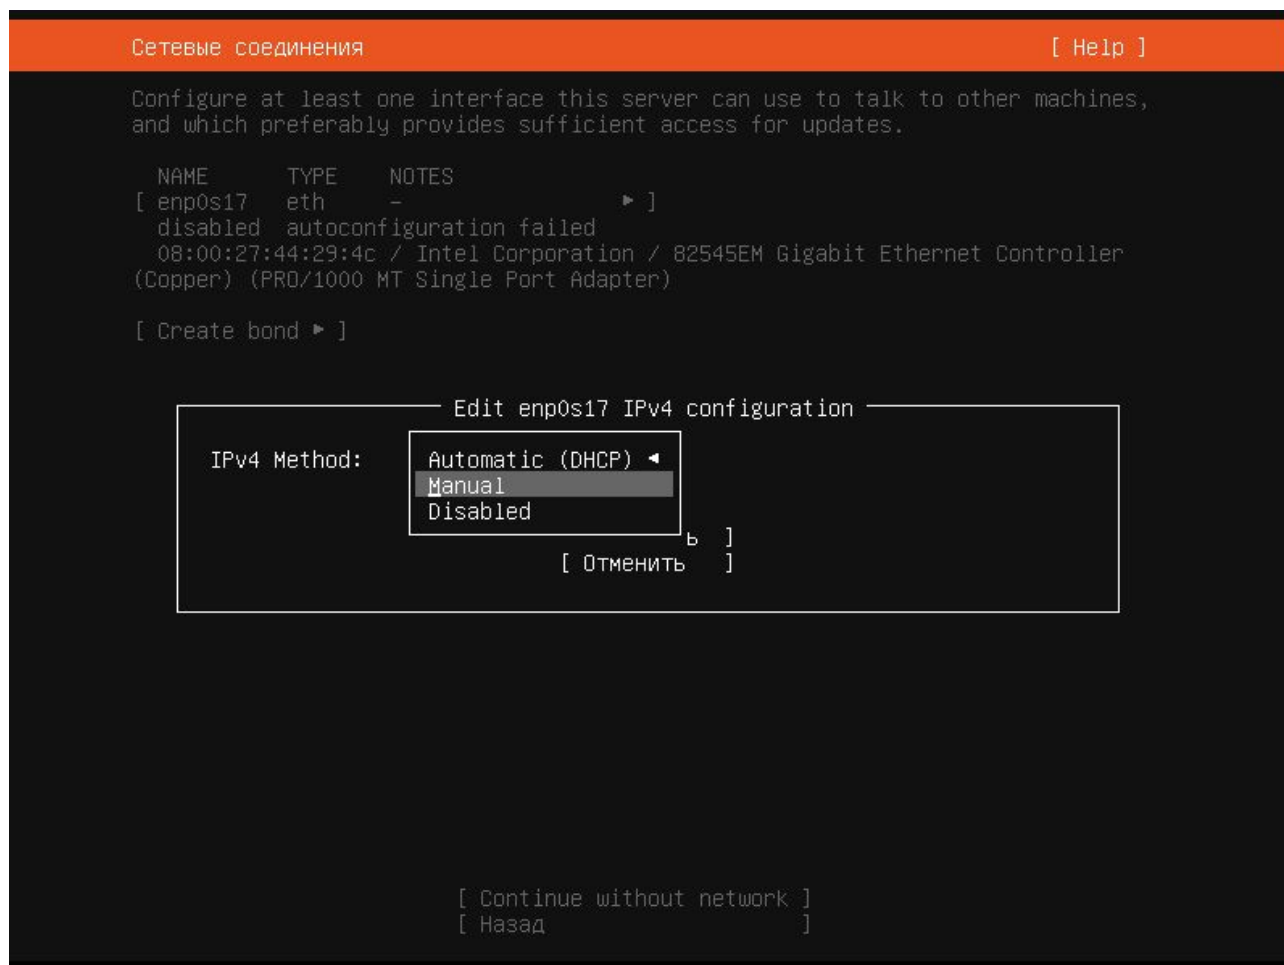 Сетевые соединения [ Help ]
Configure at least one interface this server can use to talk to other machines,
and which preferably provides sufficient access for updates.
NAME TYPE NOTES
[ enp0s17 eth – ▸ ]
disabled autoconfiguration failed
08:00:27:44:29:4c / Intel Corporation / 82545EM Gigabit Ethernet Controller
(Copper) (PRO/1000 MT Single Port Adapter)
[ Create bond ▸ ]
Edit enp0s17 IPv4 configuration
IPv4 Method: Automatic (DHCP) ◂
Manual
Disabled
ь ]
[ Отменить ]
[ Continue without network ]
[ Назад ]